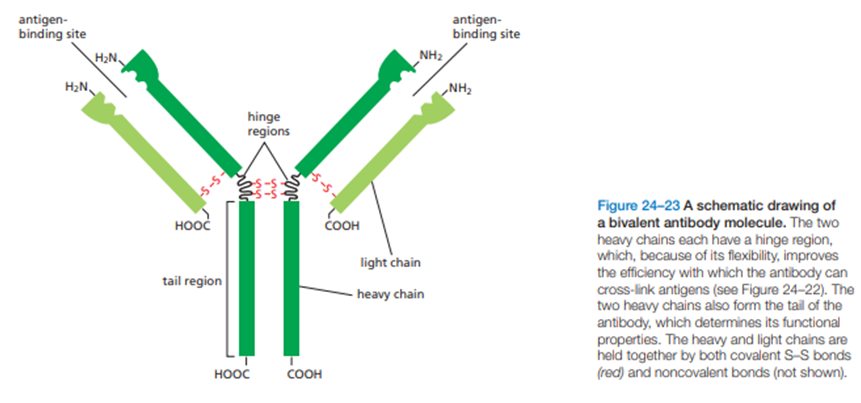 antigen-
binding site
antigen-
binding site
H₂N
NH₂
H₂N
NH₂
hinge
regions
-S-S-
-S-S-
-S-S-
-S-S-
HOOC
COOH
light chain
tail region
heavy chain
HOOC
COOH
Figure 24–23 A schematic drawing of
a bivalent antibody molecule. The two
heavy chains each have a hinge region,
which, because of its flexibility, improves
the efficiency with which the antibody can
cross-link antigens (see Figure 24–22). The
two heavy chains also form the tail of the
antibody, which determines its functional
properties. The heavy and light chains are
held together by both covalent S–S bonds
(red) and noncovalent bonds (not shown).